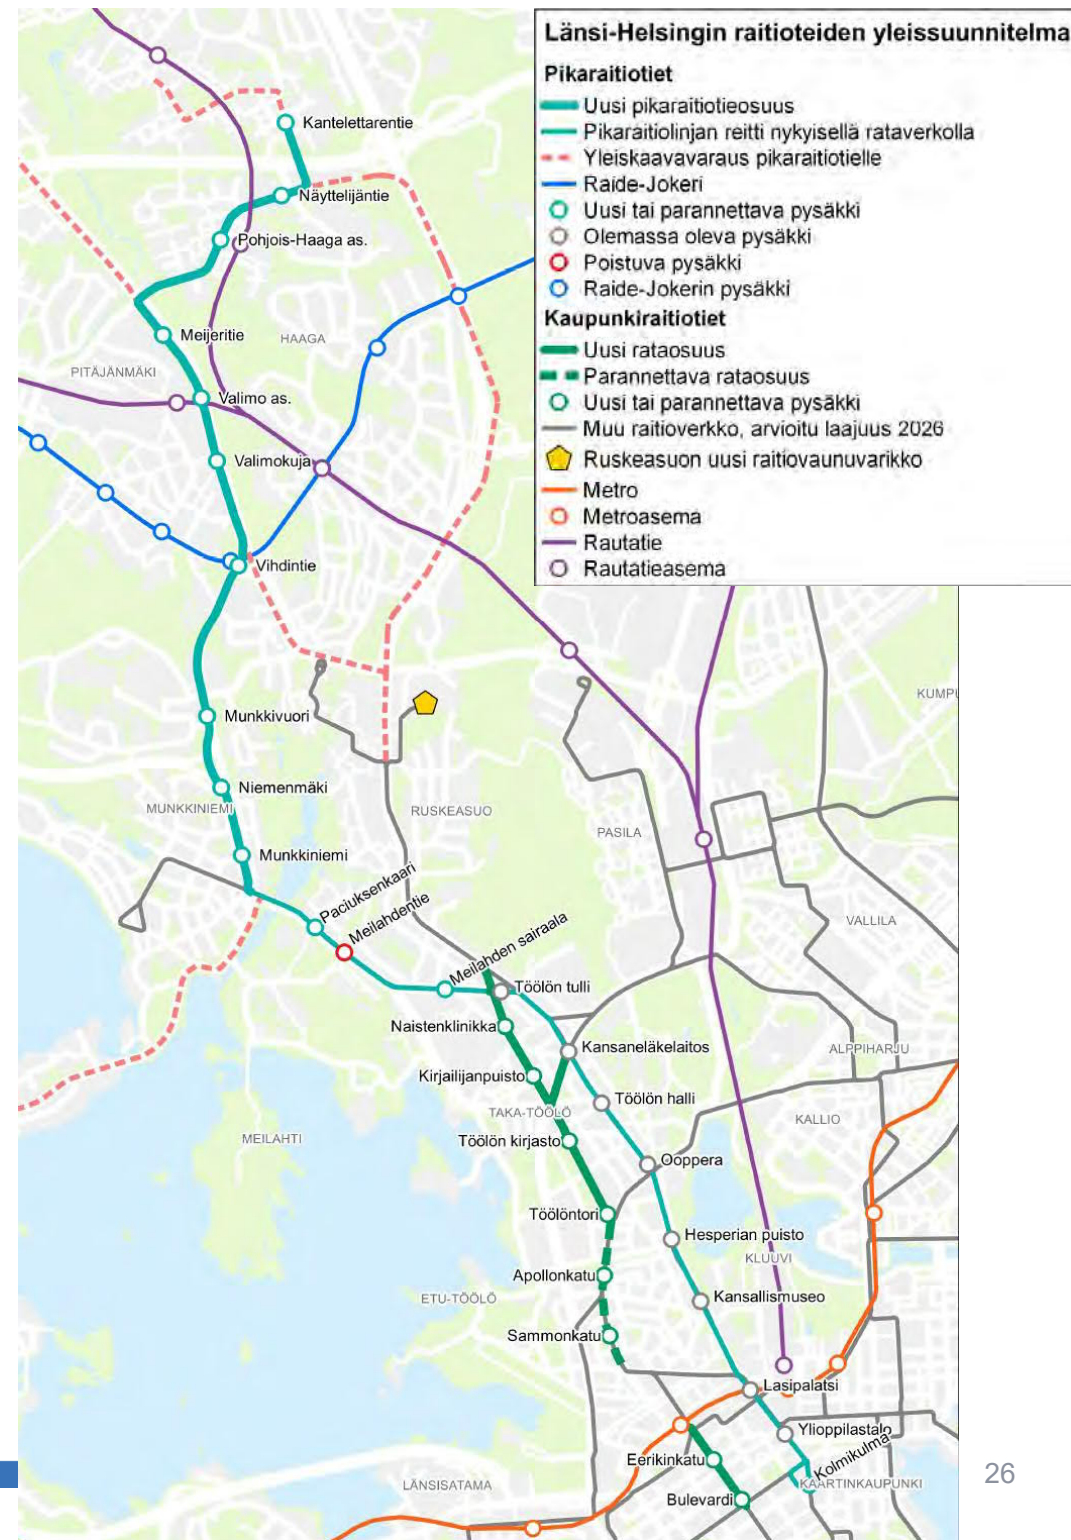 Länsi-Helsingin raitioteiden yleissuunnitelma
Pikaraitiotiet
Uusi pikaraitiotieosuus
Pikaraitiolinjan reitti nykyisellä rataverkolla
Yleiskaavavaraus pikaraitiotielle
Raide-Jokeri
Uusi tai parannettava pysäkki
Olemassa oleva pysäkki
Poistuva pysäkki
Raide-Jokerin pysäkki
Kaupunkiraitiotiet
Uusi rataosuus
Parannettava rataosuus
Uusi tai parannettava pysäkki
Muu raitioverkko, arvioitu laajuus 2026
Ruskeasuon uusi raitiovaunuvarikko
Metro
Metroasema
Rautatie
Rautatieasema
Kantelettarentie
Näyttelijäntie
Pohjois-Haaga as.
Meijeritie
HAAGA
PITÄJÄNMÄKI
Valimo as.
Valimokuja
Vihdintie
KUMPU
Munkkivuori
Niemenmäki
MUNKKINIEMI
RUSKEASUO
PASILA
Munkkiniemi
Paciuksenkaari
Meilahdentie
VALLILA
Meilahden sairaala
Töölön tulli
Naistenklinikka
Kansaneläkelaitos
ALPPIHARJU
Kirjailijanpuisto
Töölön halli
TAKA-TÖÖLÖ
KALLIO
MEILAHTI
Töölön kirjasto
Ooppera
Töölöntori
Hesperian puisto
KLUUVI
Apollonkatu
ETU-TÖÖLÖ
Kansallismuseo
Sammonkatu
Lasipalatsi
Ylioppilastalo
Kolmikulma
Eerikinkatu
LÄNSISATAMA
KAARTINKAUPUNKI
Bulevardi
26